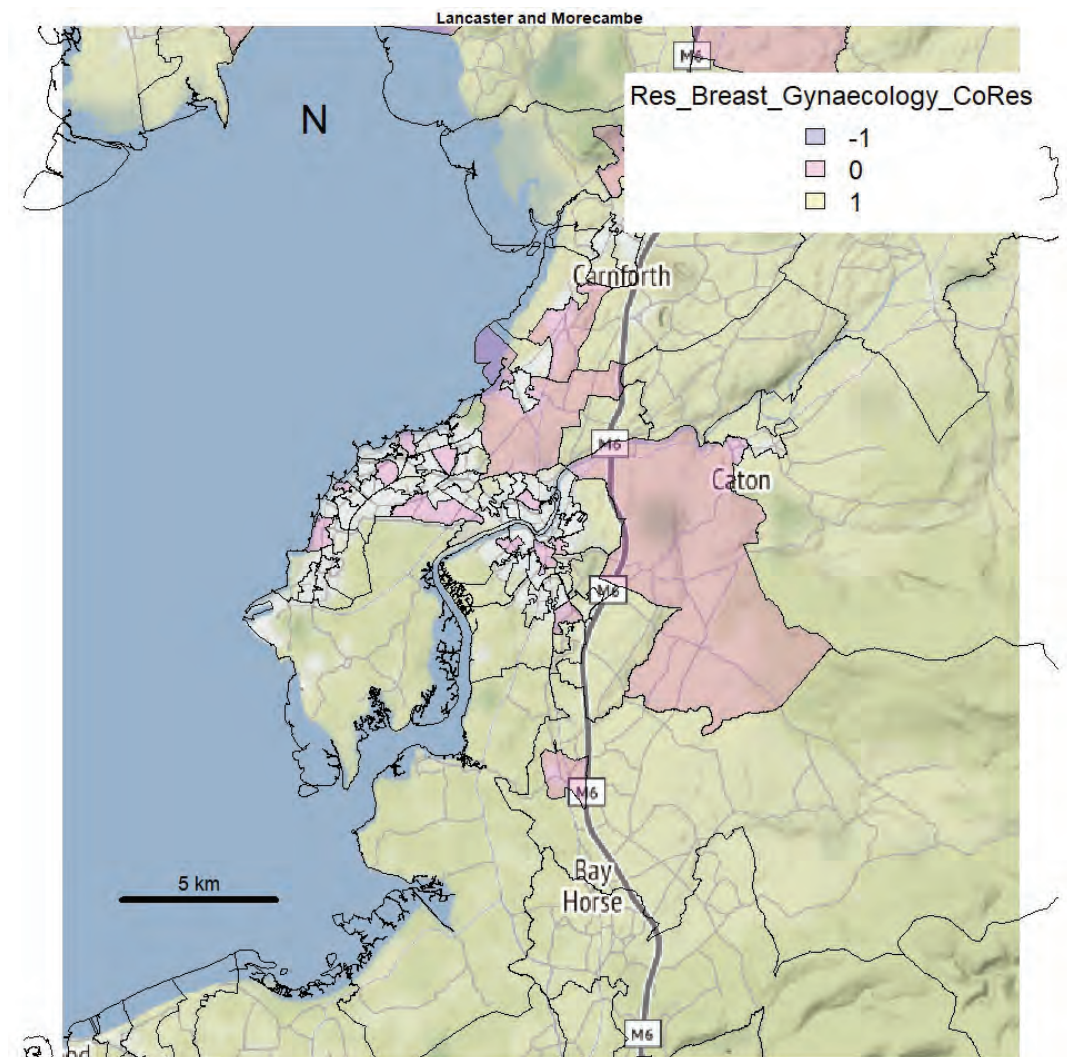 Lancaster and Morecambe
M6
Res_Breast_Gynaecology_CoRes
-1
0
1
N
Carnforth
M6
Caton
M6
M6
5 km
Bay
Horse
M6